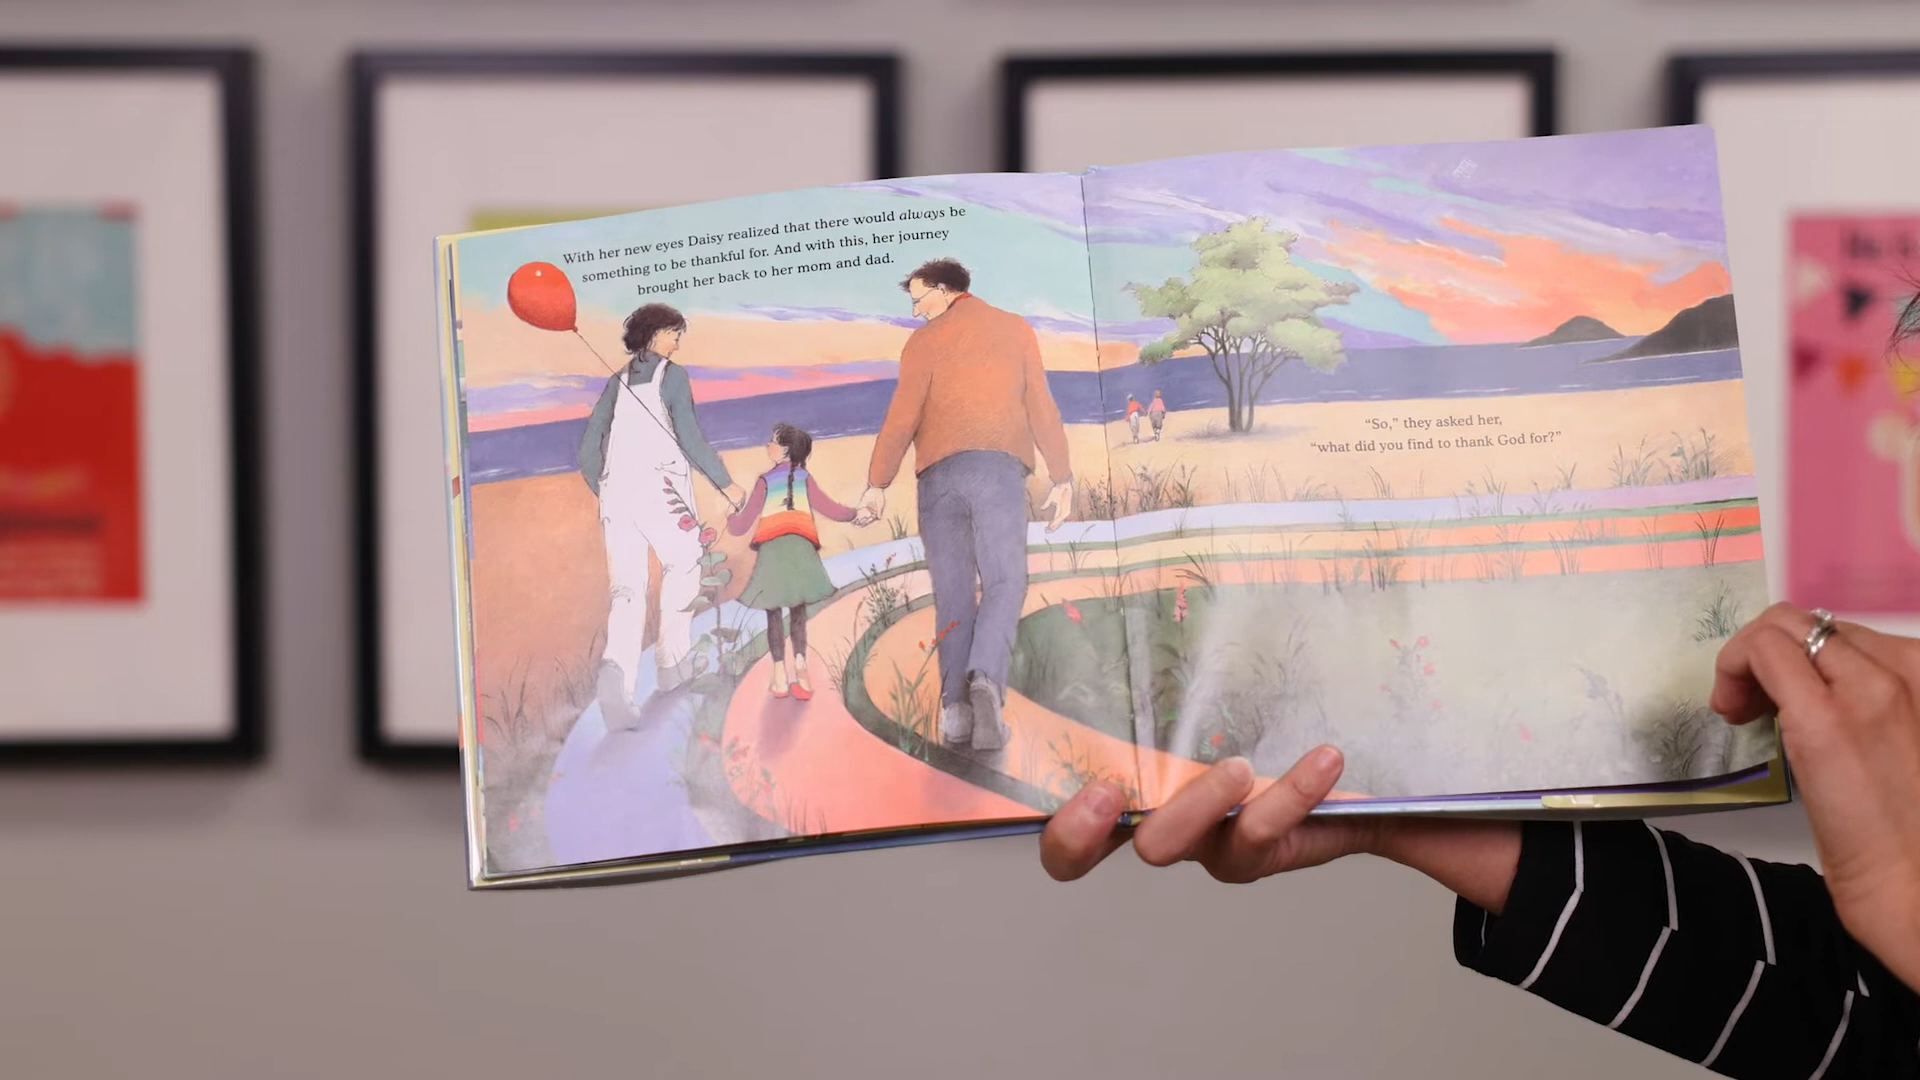 With her new eyes Daisy realized that there would always be
something to be thankful for. And with this, her journey
brought her back to her mom and dad.
“So,” they asked her,
“what did you find to thank God for?”